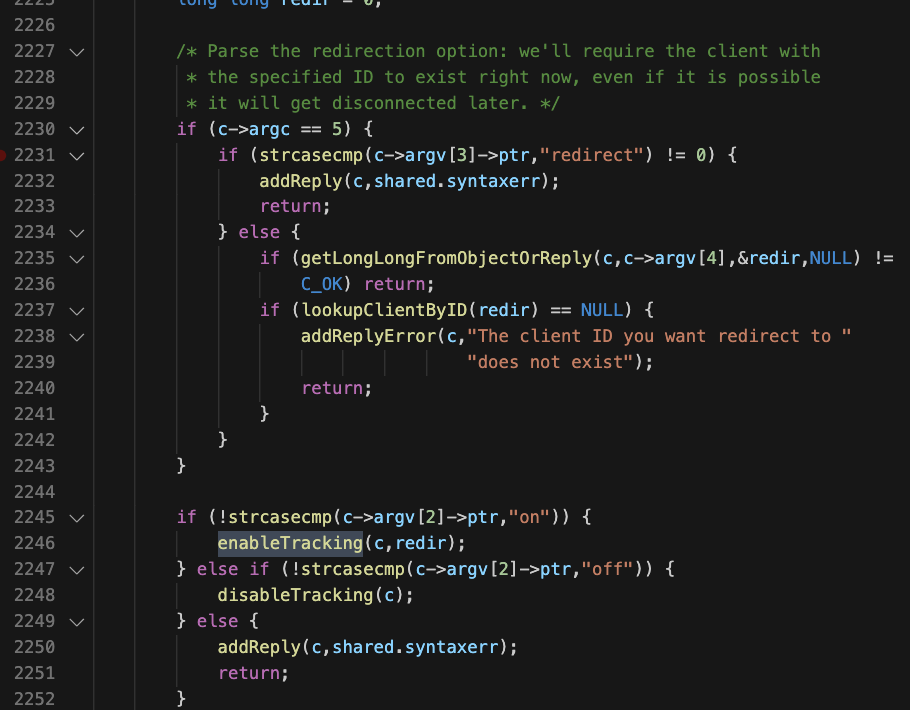 2225            long long redir = 0;
2226
2227            /* Parse the redirection option: we'll require the client with
2228             * the specified ID to exist right now, even if it is possible
2229             * it will get disconnected later. */
2230            if (c->argc == 5) {
2231                if (strcasecmp(c->argv[3]->ptr,"redirect") != 0) {
2232                    addReply(c,shared.syntaxerr);
2233                    return;
2234                } else {
2235                    if (getLongLongFromObjectOrReply(c,c->argv[4],&redir,NULL) !=
2236                        C_OK) return;
2237                    if (lookupClientByID(redir) == NULL) {
2238                        addReplyError(c,"The client ID you want redirect to "
2239                                        "does not exist");
2240                        return;
2241                    }
2242                }
2243            }
2244
2245            if (!strcasecmp(c->argv[2]->ptr,"on")) {
2246                enableTracking(c,redir);
2247            } else if (!strcasecmp(c->argv[2]->ptr,"off")) {
2248                disableTracking(c);
2249            } else {
2250                addReply(c,shared.syntaxerr);
2251                return;
2252            }